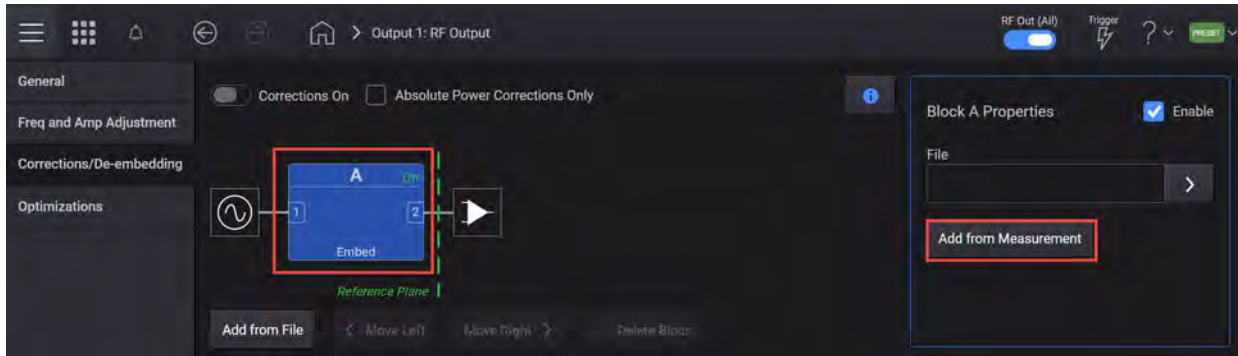 Output 1: RF Output
RF Out (All)
Trigger
PRESET
General
Freq and Amp Adjustment
Corrections/De-embedding
Optimizations
Corrections On
Absolute Power Corrections Only
A
On
1
2
Embed
Reference Plane
Add from File
Move Left
Move Right
Delete Block
Block A Properties
Enable
File
Add from Measurement